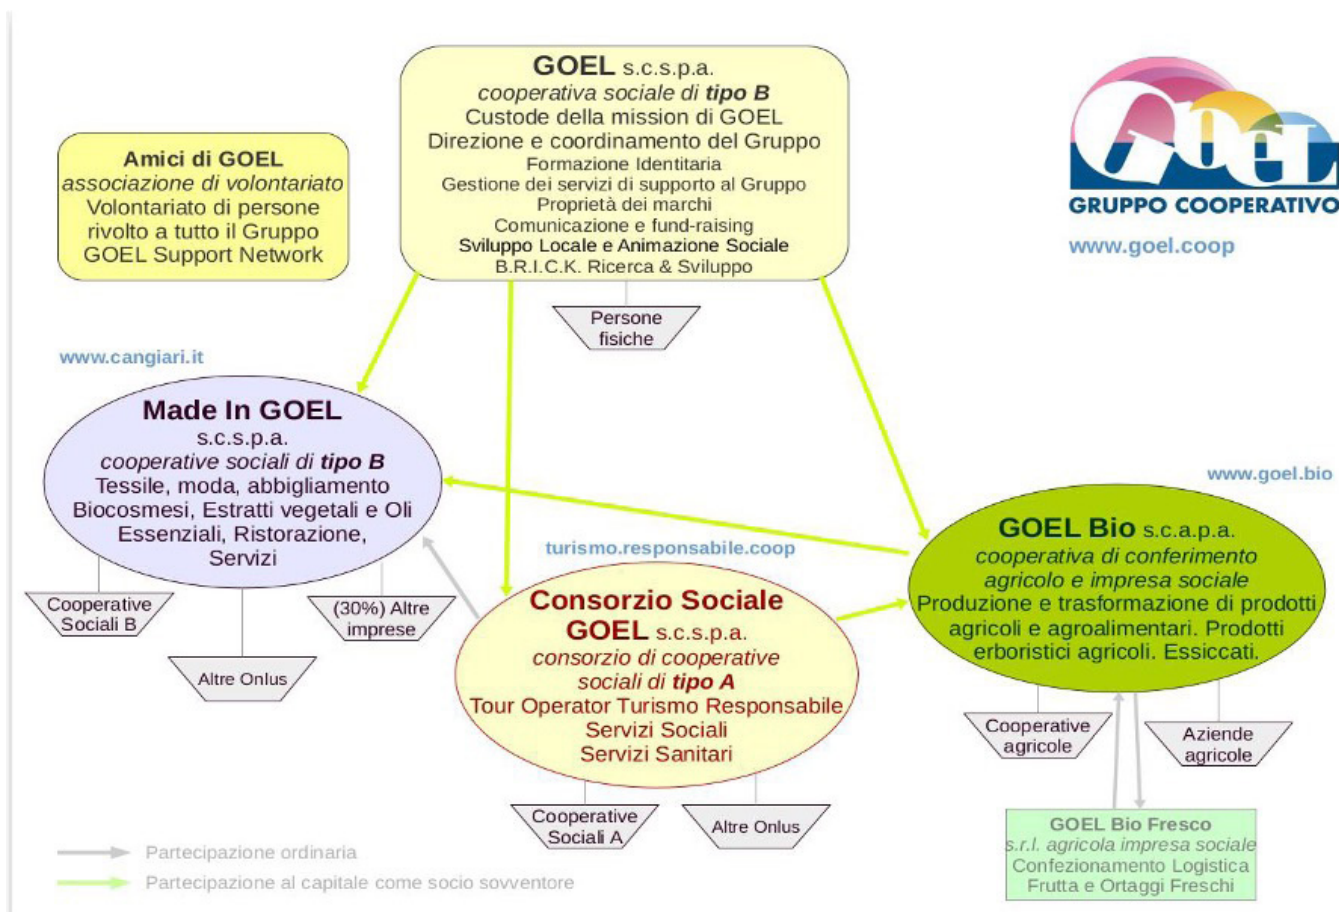 GOEL s.c.s.p.a.
cooperativa sociale di tipo B
Custode della mission di GOEL
Direzione e coordinamento del Gruppo
Formazione Identitaria
Gestione dei servizi di supporto al Gruppo
Proprietà dei marchi
Comunicazione e fund-raising
Sviluppo Locale e Animazione Sociale
B.R.I.C.K. Ricerca & Sviluppo
Persone
fisiche
GOEL
GRUPPO COOPERATIVO
www.goel.coop
Amici di GOEL
associazione di volontariato
Volontariato di persone
rivolto a tutto il Gruppo
GOEL Support Network
www.cangiari.it
Made In GOEL
s.c.s.p.a.
cooperative sociali di tipo B
Tessile, moda, abbigliamento
Biocosmesi, Estratti vegetali e Oli
Essenziali, Ristorazione,
Servizi
Cooperative
Sociali B
Altre Onlus
(30%) Altre
imprese
turismo.responsabile.coop
Consorzio Sociale
GOEL s.c.s.p.a.
consorzio di cooperative
sociali di tipo A
Tour Operator Turismo Responsabile
Servizi Sociali
Servizi Sanitari
Cooperative
Sociali A
Altre Onlus
www.goel.bio
GOEL Bio s.c.a.p.a.
cooperativa di conferimento
agricolo e impresa sociale
Produzione e trasformazione di prodotti
agricoli e agroalimentari. Prodotti
erboristici agricoli. Essiccati.
Cooperative
agricole
Aziende
agricole
GOEL Bio Fresco
s.r.l. agricola impresa sociale
Confezionamento Logistica
Frutta e Ortaggi Freschi
Partecipazione ordinaria
Partecipazione al capitale come socio sovventore